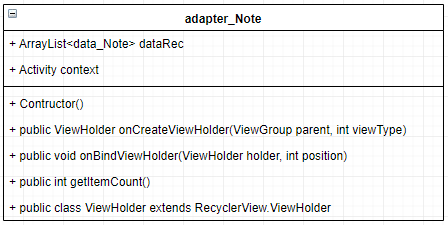 adapter_Note
+ ArrayList<data_Note> dataRec
+ Activity context
+ Contructor()
+ public ViewHolder onCreateViewHolder(ViewGroup parent, int viewType)
+ public void onBindViewHolder(ViewHolder holder, int position)
+ public int getItemCount()
+ public class ViewHolder extends RecyclerView.ViewHolder